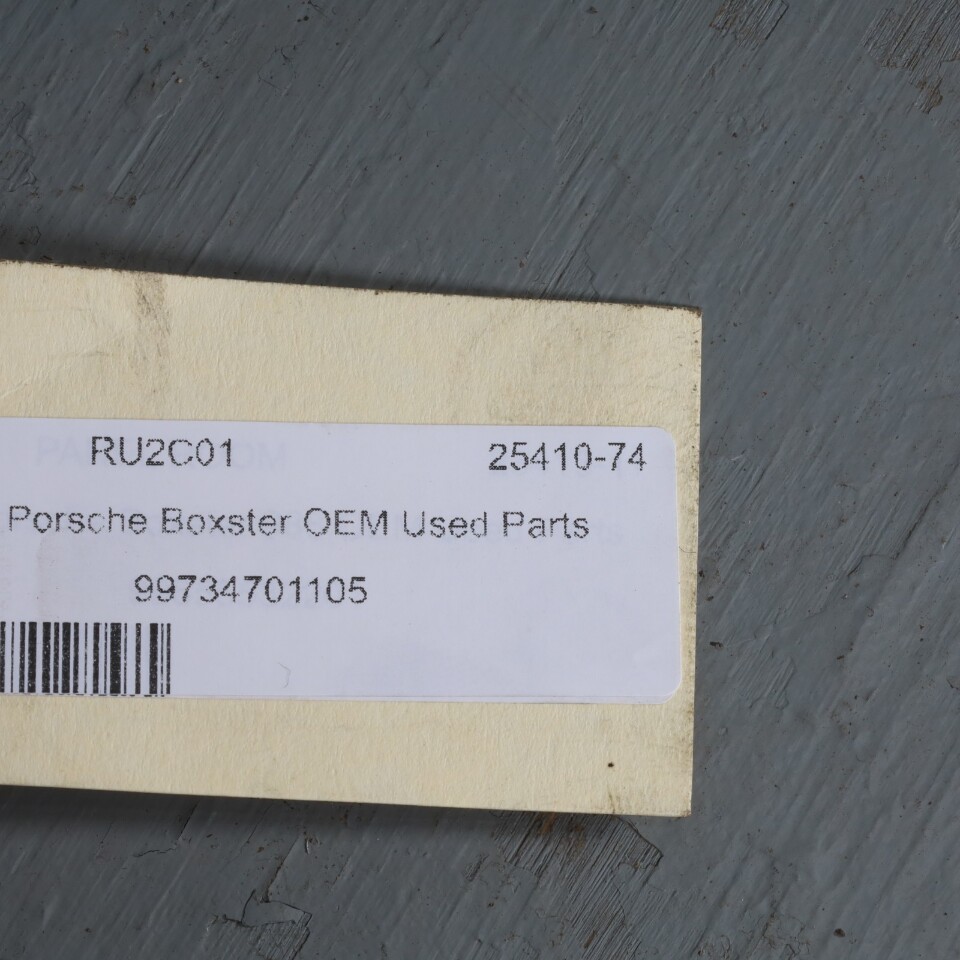 RU2C01 25410-74
Porsche Boxster OEM Used Parts
99734701105